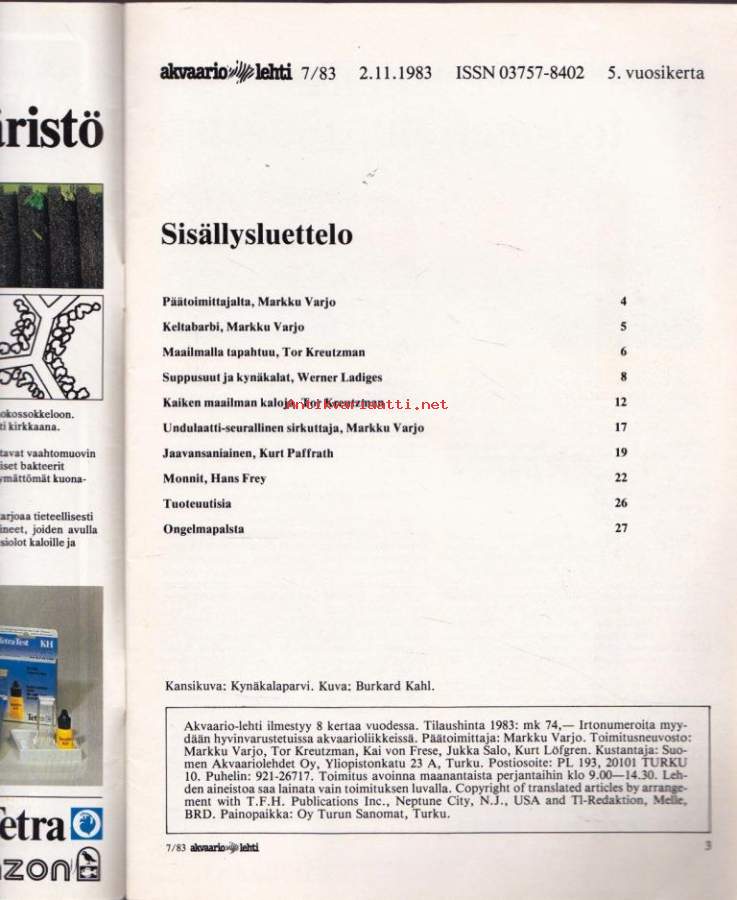 äristö
okossokkeloon.
ti kirkkaana.
tavat vaahtomuovin
iset bakteerit
ymättömät kuona-
arjoaa tieteellisesti
ineet, joiden avulla
siolot kaloille ja
TetraTest KH
Tetra
etra
zon
akvaario lehti 7/83 2.11.1983 ISSN 03757-8402 5. vuosikerta
Sisällysluettelo
Päätoimittajalta, Markku Varjo 4
Keltabarbi, Markku Varjo 5
Maailmalla tapahtuu, Tor Kreutzman 6
Suppusuut ja kynäkalat, Werner Ladiges 8
Kaiken maailman kaloja, Tor Kreutzman 12
Antikvariaatti.net
Undulaatti-seurallinen sirkuttaja, Markku Varjo 17
Jaavansaniainen, Kurt Paffrath 19
Monnit, Hans Frey 22
Tuoteuutisia 26
Ongelmapalsta 27
Kansikuva: Kynäkalaparvi. Kuva: Burkard Kahl.
Akvaario-lehti ilmestyy 8 kertaa vuodessa. Tilaushinta 1983: mk 74,— Irtonumeroita myy-
dään hyvinvarustetuissa akvaarioliikkeissä. Päätoimittaja: Markku Varjo. Toimitusneuvosto:
Markku Varjo, Tor Kreutzman, Kai von Frese, Jukka Salo, Kurt Löfgren. Kustantaja: Suo-
men Akvaariolehdet Oy, Yliopistonkatu 23 A, Turku. Postiosoite: PL 193, 20101 TURKU
10. Puhelin: 921-26717. Toimitus avoinna maanantaista perjantaihin klo 9.00—14.30. Leh-
den aineistoa saa lainata vain toimituksen luvalla. Copyright of translated articles by arrange-
ment with T.F.H. Publications Inc., Neptune City, N.J., USA and TI-Redaktion, Melle,
BRD. Painopaikka: Oy Turun Sanomat, Turku.
7/83 akvaario lehti 3